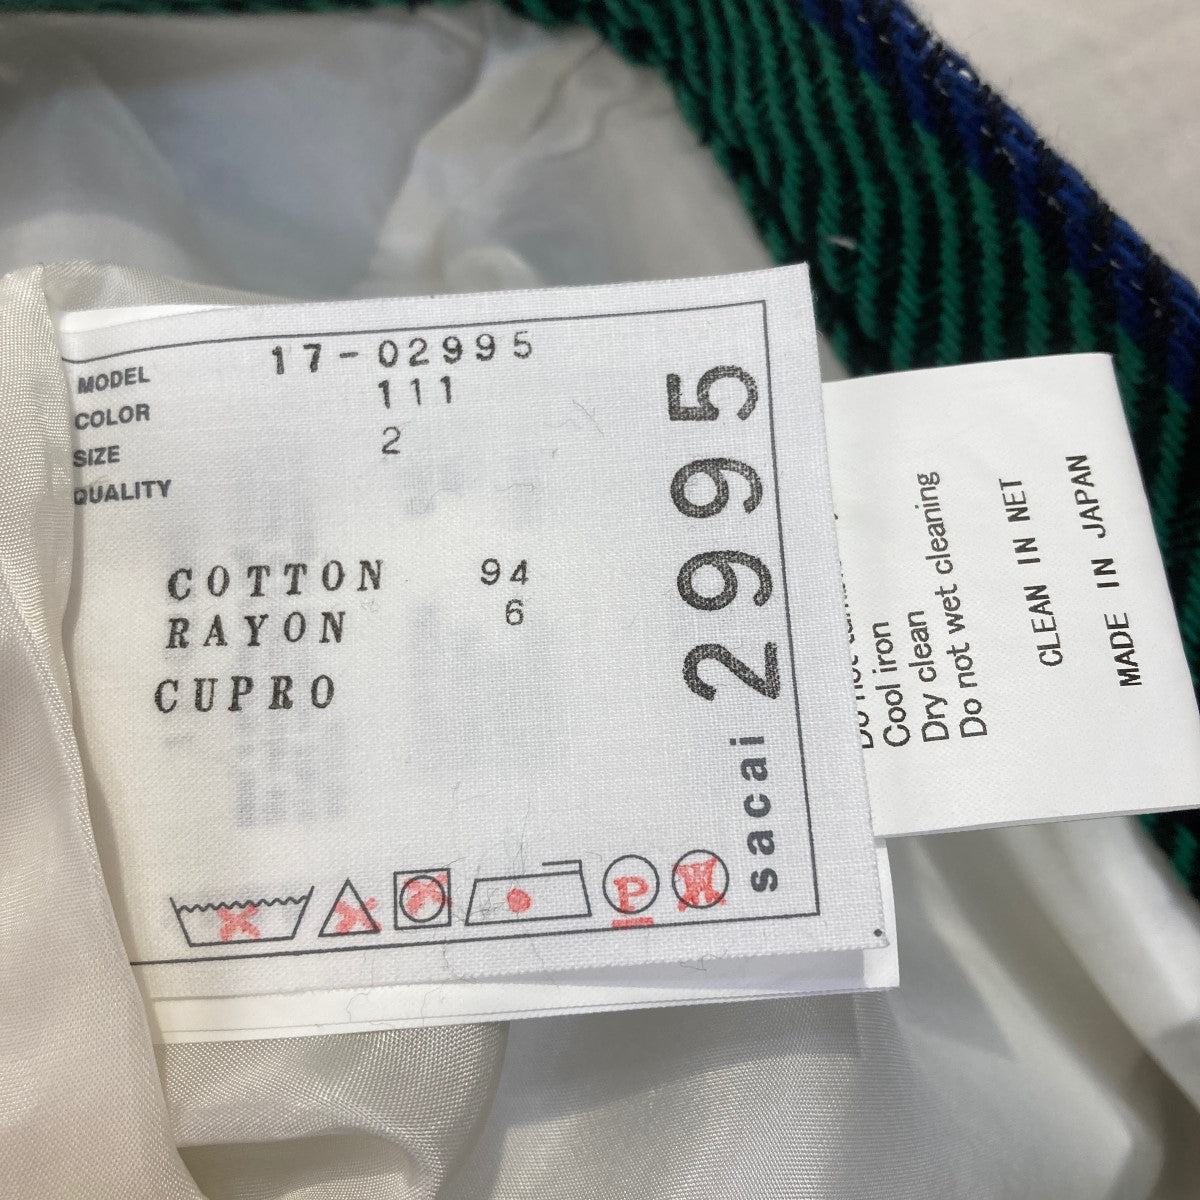 MODEL 17-02995
COLOR 111
SIZE 2
QUALITY
COTTON 94
RAYON 6
CUPRO
P
W
sacai 2995
Cool iron
Dry clean
Do not wet cleaning
CLEAN IN NET
MADE IN JAPAN